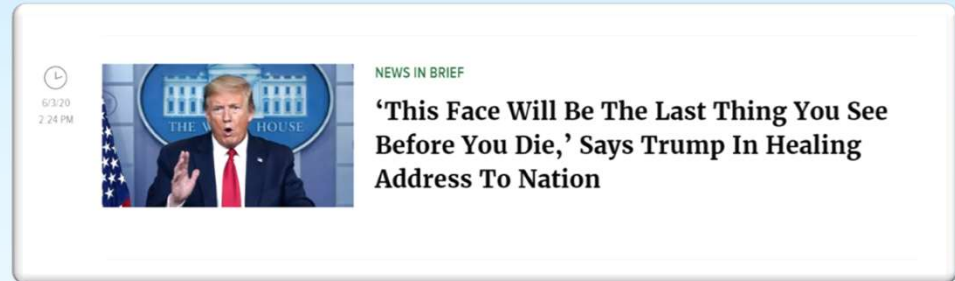 NEWS IN BRIEF
6/3/20
2:24 PM
‘This Face Will Be The Last Thing You See
Before You Die,’ Says Trump In Healing
Address To Nation
THE W HOUSE